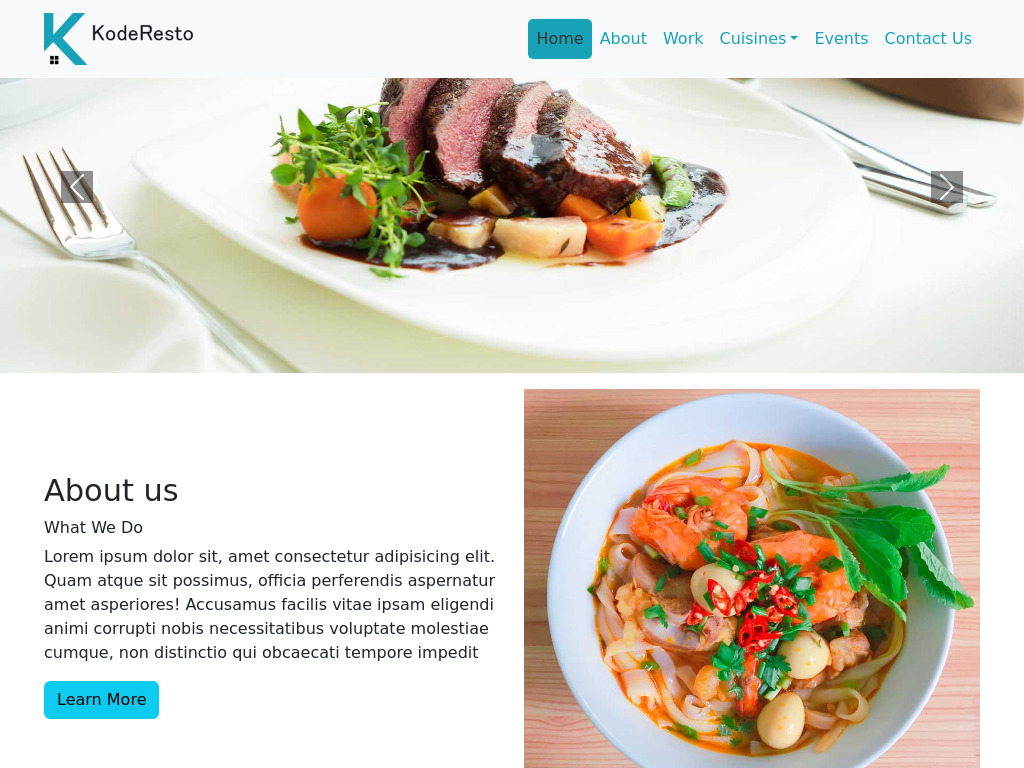 KodeResto
Home About Work Cuisines Events Contact Us
About us
What We Do
Lorem ipsum dolor sit, amet consectetur adipisicing elit.
Quam atque sit possimus, officia perferendis aspernatur
amet asperiores! Accusamus facilis vitae ipsam eligendi
animi corrupti nobis necessitatibus voluptate molestiae
cumque, non distinctio qui obcaecati tempore impedit
Learn More